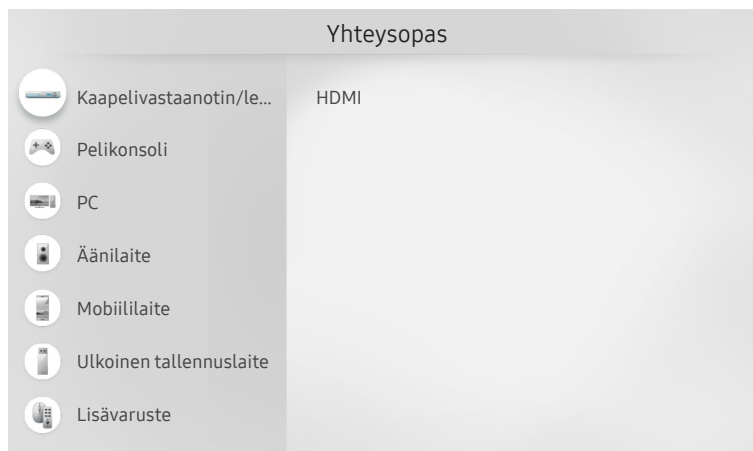 Yhteysopas
Kaapelivastaanotin/le...
HDMI
Pelikonsoli
PC
Äänilaite
Mobiililaite
Ulkoinen tallennuslaite
Lisävaruste